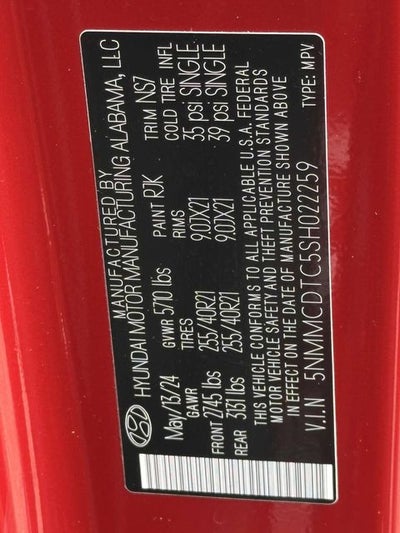 MANUFACTURED BY
HYUNDAI MOTOR MANUFACTURING ALABAMA, LLC
May/13/24 GVWR 5710 lbs PAINT RJK TRIM NS7
GAWR TIRES RIMS COLD TIRE INFL
FRONT 2745 lbs 255/40R21 9.0JX21 35 psi SINGLE
REAR 3131 lbs 255/40R21 9.0JX21 39 psi SINGLE
THIS VEHICLE CONFORMS TO ALL APPLICABLE U.S.A. FEDERAL
MOTOR VEHICLE SAFETY AND THEFT PREVENTION STANDARDS
IN EFFECT ON THE DATE OF MANUFACTURE SHOWN ABOVE
V.I.N 5NMMCDTC5SH022259 TYPE: MPV